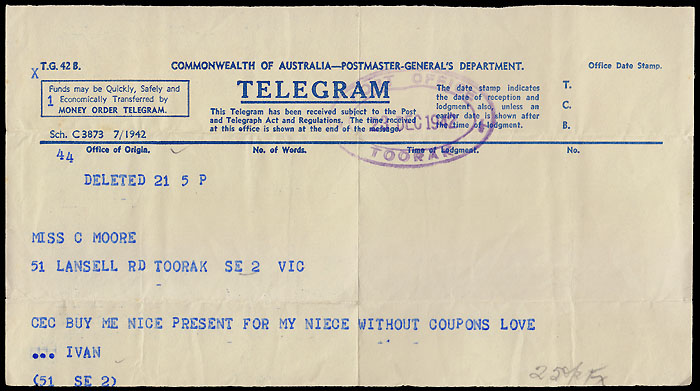 X T.G. 42 B.
COMMONWEALTH OF AUSTRALIA—POSTMASTER-GENERAL'S DEPARTMENT.
Office Date Stamp.
1 Funds may be Quickly, Safely and
Economically Transferred by
MONEY ORDER TELEGRAM.
TELEGRAM
This Telegram has been received subject to the Post
and Telegraph Act and Regulations. The time received
at this office is shown at the end of the message.
The date stamp indicates
the date of reception and
lodgment also, unless an
earlier date is shown after
the time of lodgment.
T.
C.
B.
POST OFFICE
DEC 1942
TOORAK
Sch. C3873 7/1942
44 Office of Origin. No. of Words. Time of Lodgment. No.
DELETED 21 5 P
MISS C MOORE
51 LANSELL RD TOORAK SE 2 VIC
CEC BUY ME NICE PRESENT FOR MY NIECE WITHOUT COUPONS LOVE
... IVAN
(51 SE 2)